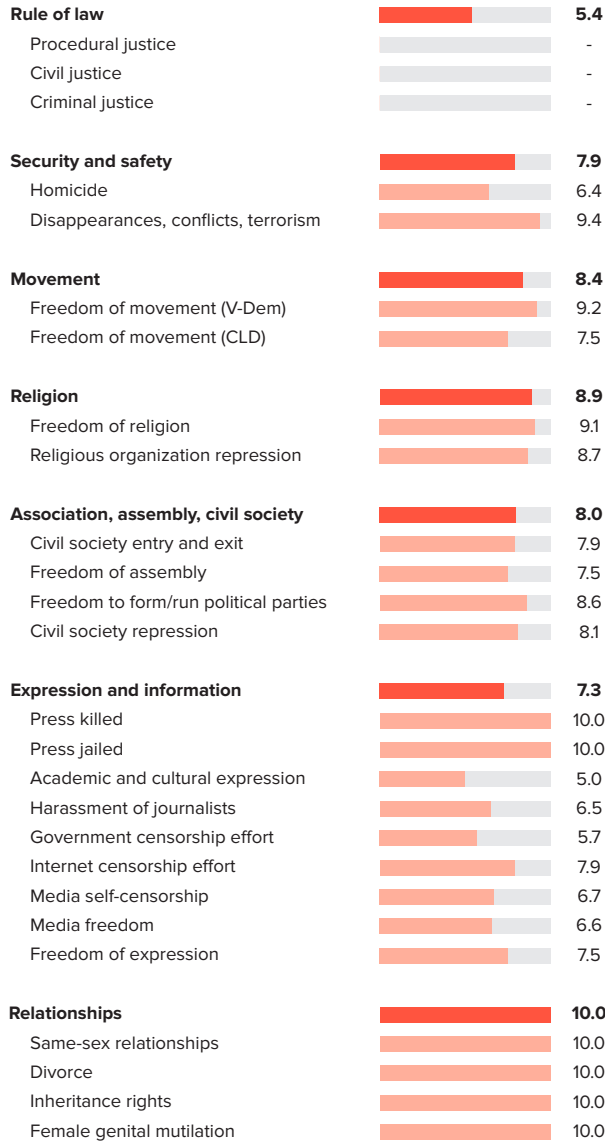 Rule of law 5.4
Procedural justice -
Civil justice -
Criminal justice -
Security and safety 7.9
Homicide 6.4
Disappearances, conflicts, terrorism 9.4
Movement 8.4
Freedom of movement (V-Dem) 9.2
Freedom of movement (CLD) 7.5
Religion 8.9
Freedom of religion 9.1
Religious organization repression 8.7
Association, assembly, civil society 8.0
Civil society entry and exit 7.9
Freedom of assembly 7.5
Freedom to form/run political parties 8.6
Civil society repression 8.1
Expression and information 7.3
Press killed 10.0
Press jailed 10.0
Academic and cultural expression 5.0
Harassment of journalists 6.5
Government censorship effort 5.7
Internet censorship effort 7.9
Media self-censorship 6.7
Media freedom 6.6
Freedom of expression 7.5
Relationships 10.0
Same-sex relationships 10.0
Divorce 10.0
Inheritance rights 10.0
Female genital mutilation 10.0